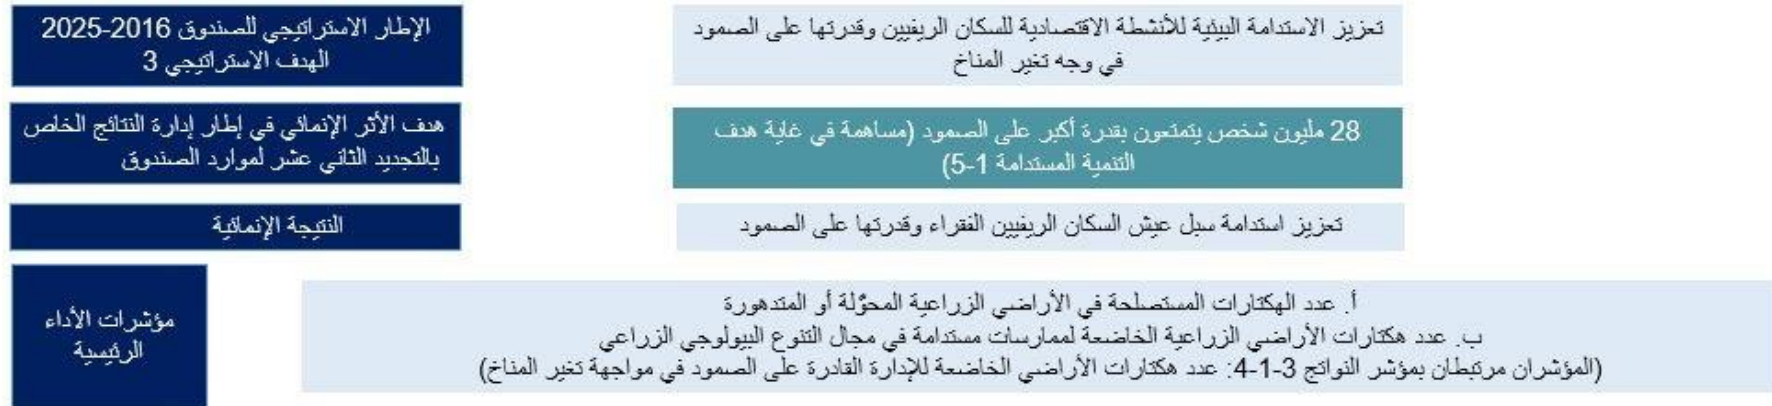 الإطار الاستراتيجي للصندوق 2016-2025
الهدف الاستراتيجي 3
تعزيز الاستدامة البيئية للأنشطة الاقتصادية للسكان الريفيين وقدرتها على الصمود
في وجه تغير المناخ
هدف الأثر الإنمائي في إطار إدارة النتائج الخاص
بالتجديد الثاني عشر لموارد الصندوق
28 مليون شخص يتمتعون بقدرة أكبر على الصمود (مساهمة في غاية هدف
التنمية المستدامة 1-5)
النتيجة الإنمائية
تعزيز استدامة سبل عيش السكان الريفيين الفقراء وقدرتها على الصمود
مؤشرات الأداء
الرئيسية
أ. عدد الهكتارات المستصلحة في الأراضي الزراعية المحوَّلة أو المتدهورة
ب. عدد هكتارات الأراضي الزراعية الخاضعة لممارسات مستدامة في مجال التنوع البيولوجي الزراعي
(المؤشران مرتبطان بمؤشر النواتج 3-1-4: عدد هكتارات الأراضي الخاضعة للإدارة القادرة على الصمود في مواجهة تغير المناخ)